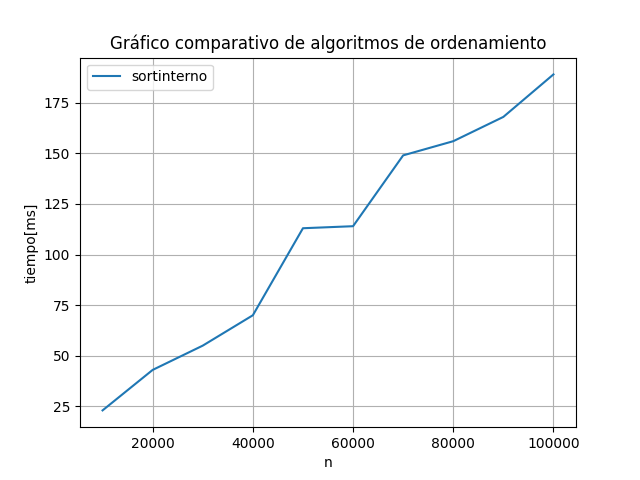 Gráfico comparativo de algoritmos de ordenamiento
sortinterno
175
150
125
100
75
50
25
tiempo[ms]
20000 40000 60000 80000 100000
n